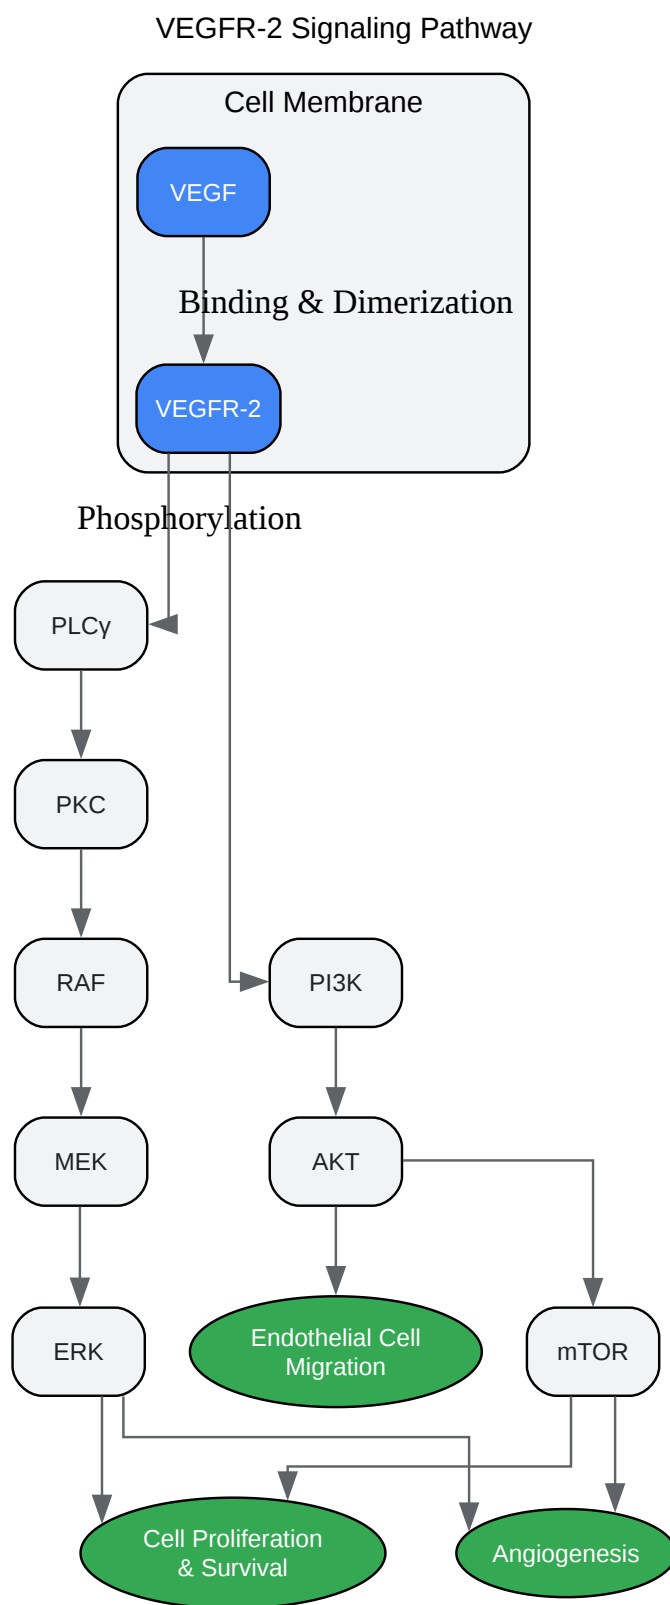 VEGFR-2 Signaling Pathway
Cell Membrane
VEGF
Binding & Dimerization
VEGFR-2
Phosphorylation
PLCγ
PKC
RAF
PI3K
MEK
AKT
ERK
Endothelial Cell
Migration
mTOR
Cell Proliferation
& Survival
Angiogenesis